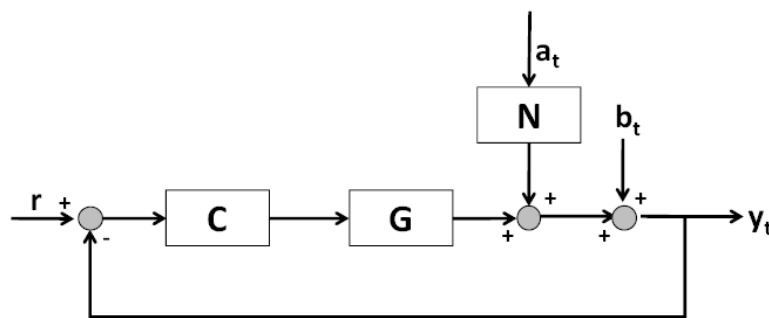 a_t
N
b_t
+
+
r
+
C
G
y_t
-
+
+